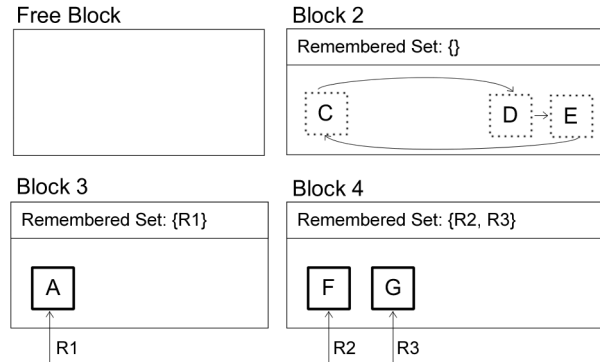 Free Block
Block 2
Remembered Set: {}
C
D
E
Block 3
Remembered Set: {R1}
A
R1
Block 4
Remembered Set: {R2, R3}
F
G
R2
R3